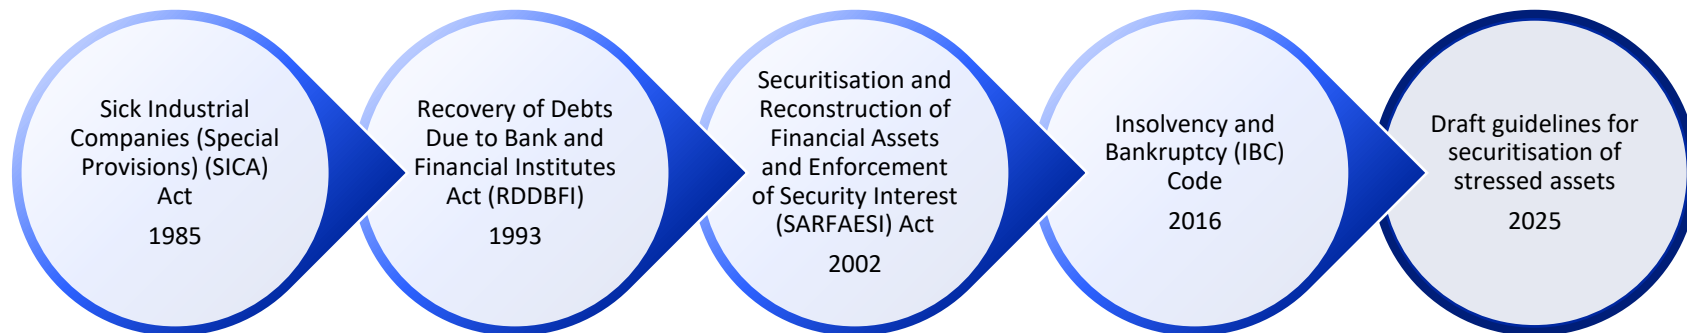 Sick Industrial
Companies (Special
Provisions) (SICA)
Act
1985
Recovery of Debts
Due to Bank and
Financial Institutes
Act (RDDBFI)
1993
Securitisation and
Reconstruction of
Financial Assets
and Enforcement
of Security Interest
(SARFAESI) Act
2002
Insolvency and
Bankruptcy (IBC)
Code
2016
Draft guidelines for
securitisation of
stressed assets
2025